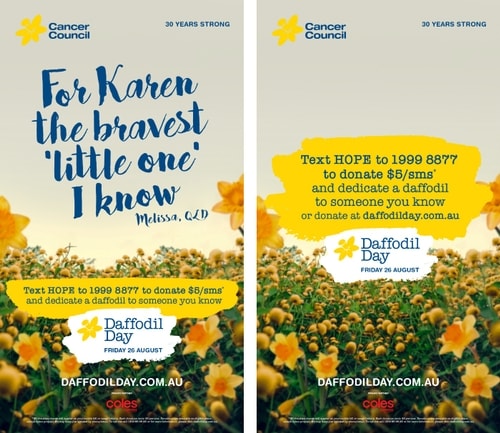 Cancer
Council
30 YEARS STRONG
For Karen
the bravest
'little one'
I know
Melissa, QLD
Text HOPE to 1999 8877 to donate $5/sms*
and dedicate a daffodil to someone you know
Daffodil
Day
FRIDAY 26 AUGUST
DAFFODILDAY.COM.AU
coles
Cancer
Council
30 YEARS STRONG
Text HOPE to 1999 8877
to donate $5/sms*
and dedicate a daffodil
to someone you know
or donate at daffodilday.com.au
Daffodil
Day
FRIDAY 26 AUGUST
DAFFODILDAY.COM.AU
coles